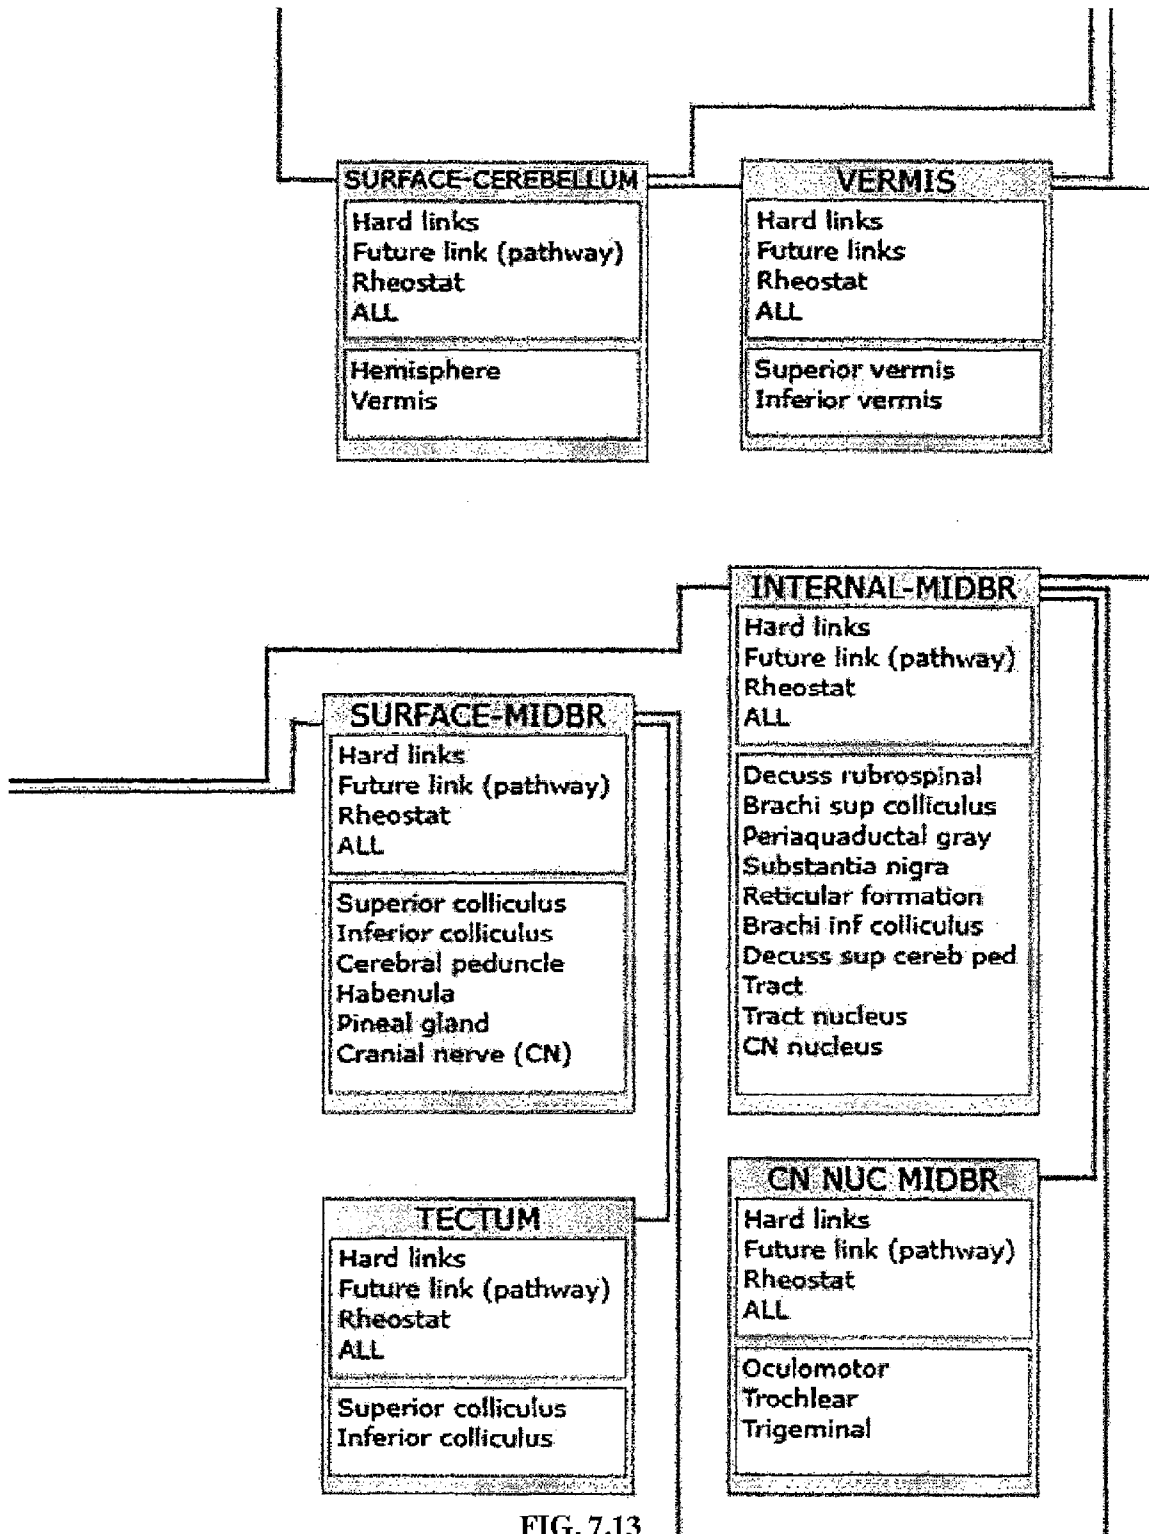 SURFACE-CEREBELLUM
Hard links
Future link (pathway)
Rheostat
ALL
Hemisphere
Vermis
VERMIS
Hard links
Future links
Rheostat
ALL
Superior vermis
Inferior vermis
SURFACE-MIDBR
Hard links
Future link (pathway)
Rheostat
ALL
Superior colliculus
Inferior colliculus
Cerebral peduncle
Habenula
Pineal gland
Cranial nerve (CN)
INTERNAL-MIDBR
Hard links
Future link (pathway)
Rheostat
ALL
Decuss rubrospinal
Brachi sup colliculus
Periaquaductal gray
Substantia nigra
Reticular formation
Brachi inf colliculus
Decuss sup cereb ped
Tract
Tract nucleus
CN nucleus
TECTUM
Hard links
Future link (pathway)
Rheostat
ALL
Superior colliculus
Inferior colliculus
CN NUC MIDBR
Hard links
Future link (pathway)
Rheostat
ALL
Oculomotor
Trochlear
Trigeminal
FIG. 7.13